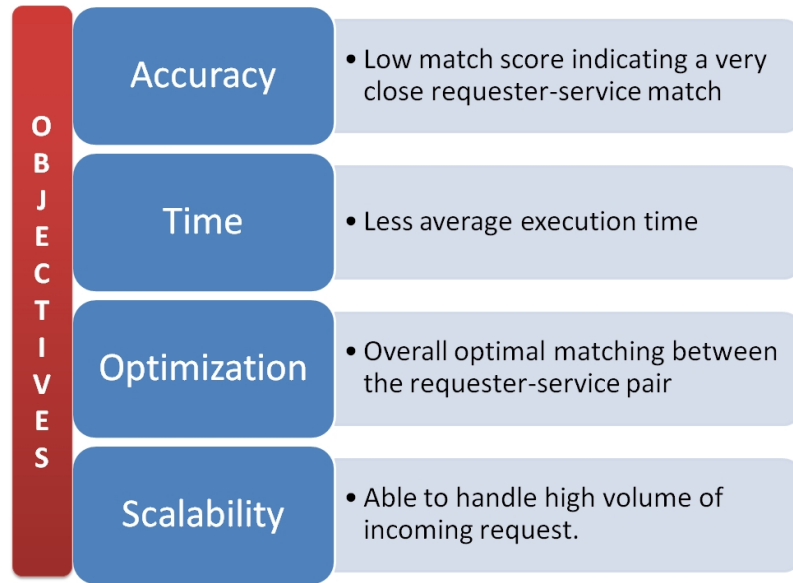 OBJECTIVES
Accuracy
• Low match score indicating a very
close requester-service match
Time
• Less average execution time
Optimization
• Overall optimal matching between
the requester-service pair
Scalability
• Able to handle high volume of
incoming request.